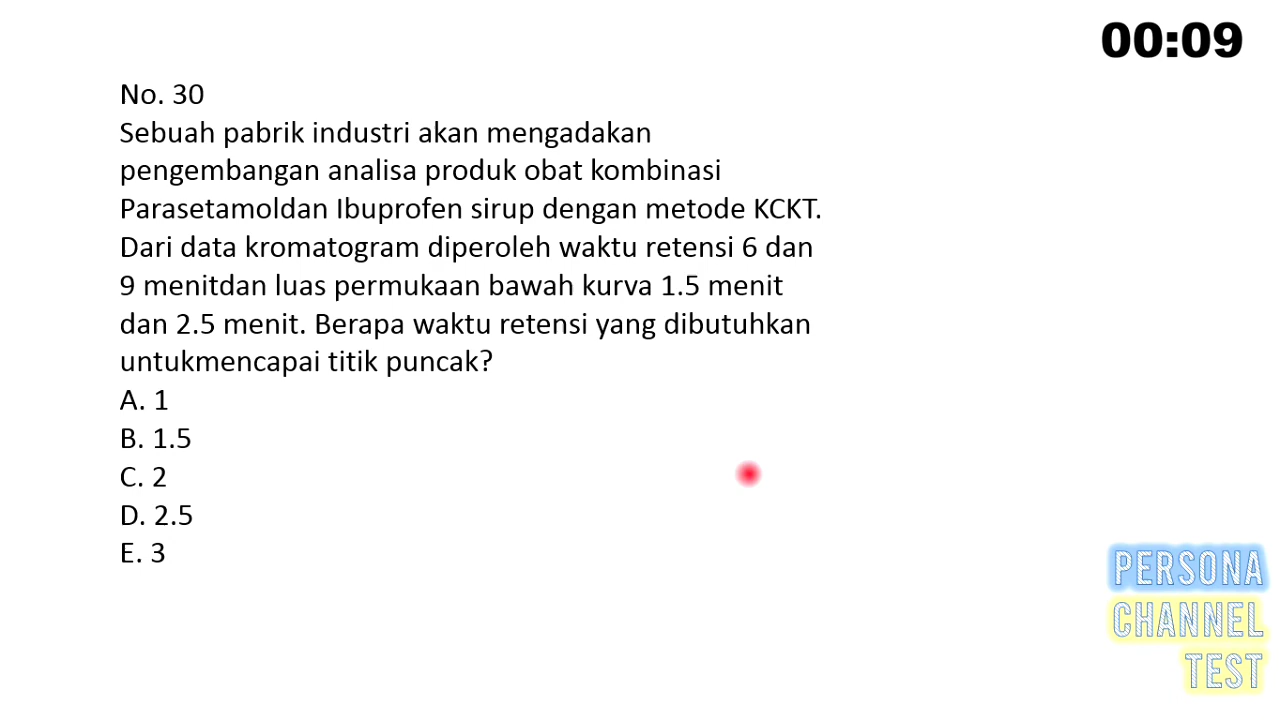 00:09
No. 30
Sebuah pabrik industri akan mengadakan
pengembangan analisa produk obat kombinasi
Parasetamoldan Ibuprofen sirup dengan metode KCKT.
Dari data kromatogram diperoleh waktu retensi 6 dan
9 menitdan luas permukaan bawah kurva 1.5 menit
dan 2.5 menit. Berapa waktu retensi yang dibutuhkan
untukmencapai titik puncak?
A. 1
B. 1.5
C. 2
D. 2.5
E. 3
PERSONA
CHANNEL
TEST